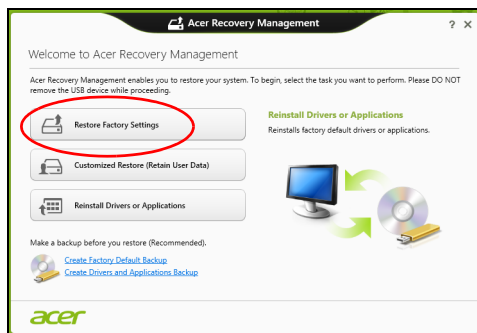 Acer Recovery Management
? ×
Welcome to Acer Recovery Management
Acer Recovery Management enables you to restore your system. To begin, select the task you want to perform. Please DO NOT
remove the USB device while proceeding.
Restore Factory Settings
Customized Restore (Retain User Data)
Reinstall Drivers or Applications
Reinstall Drivers or Applications
Reinstalls factory default drivers or applications.
Make a backup before you restore (Recommended).
Create Factory Default Backup
Create Drivers and Applications Backup
acer